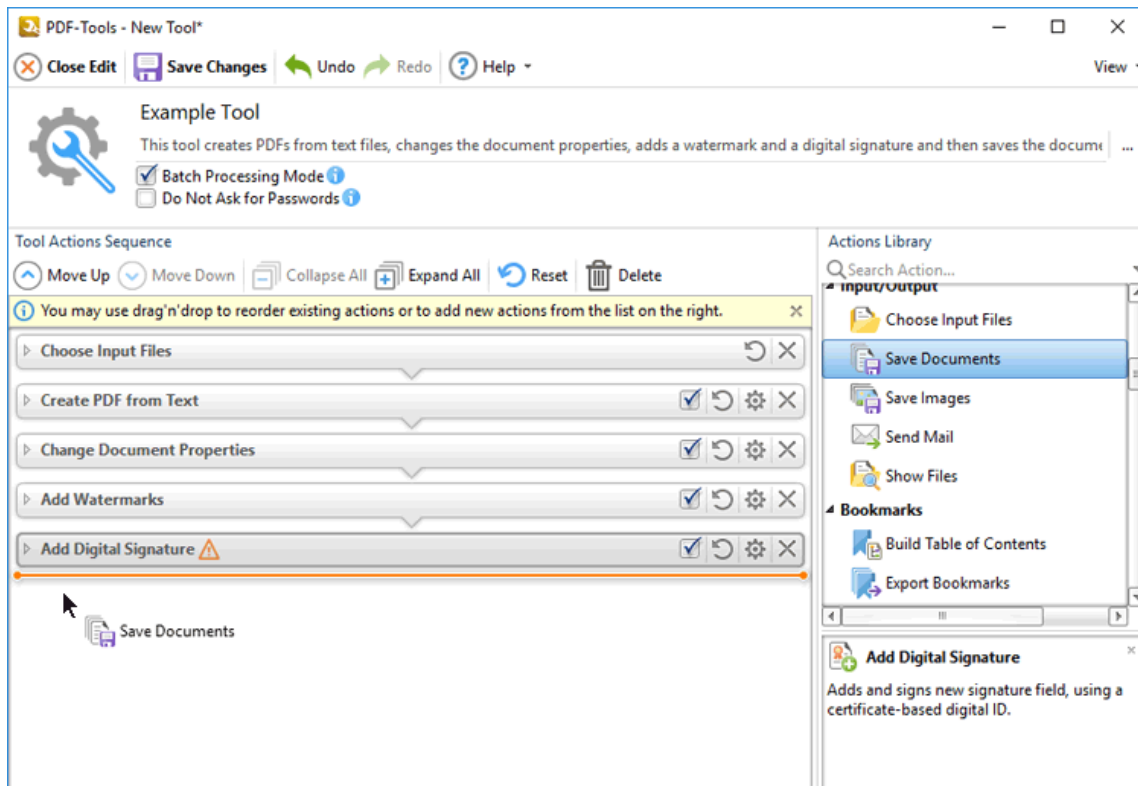 PDF-Tools - New Tool*
Close Edit Save Changes Undo Redo Help View
Example Tool
This tool creates PDFs from text files, changes the document properties, adds a watermark and a digital signature and then saves the docume ...
Batch Processing Mode
Do Not Ask for Passwords
Tool Actions Sequence
Move Up Move Down Collapse All Expand All Reset Delete
You may use drag'n'drop to reorder existing actions or to add new actions from the list on the right.
Choose Input Files
Create PDF from Text
Change Document Properties
Add Watermarks
Add Digital Signature
Save Documents
Actions Library
Search Action...
Input/Output
Choose Input Files
Save Documents
Save Images
Send Mail
Show Files
Bookmarks
Build Table of Contents
Export Bookmarks
Add Digital Signature
Adds and signs new signature field, using a
certificate-based digital ID.